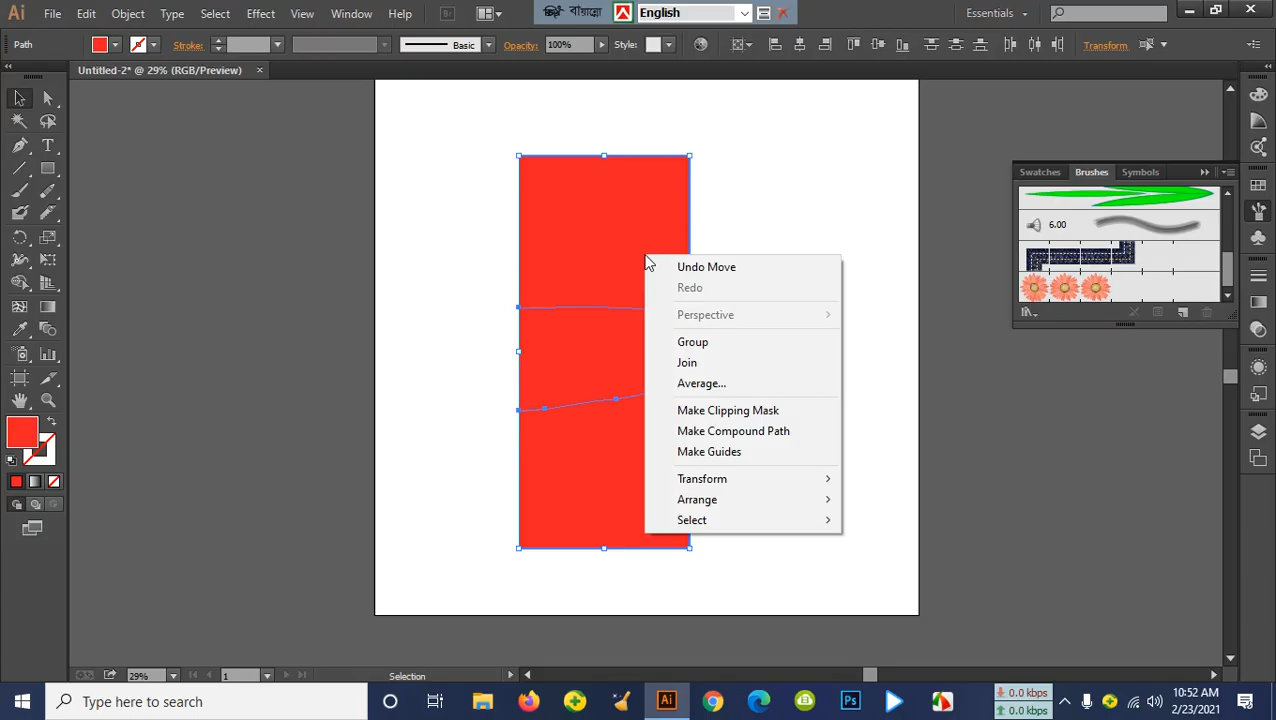 Ai File Edit Object Type Select Effect View Window Help Br বাংলা English Essentials
Path Stroke: Basic Opacity: 100% Style: Transform
Untitled-2* @ 29% (RGB/Preview) ×
Swatches Brushes Symbols
6.00
Undo Move
Redo
Perspective
Group
Join
Average...
Make Clipping Mask
Make Compound Path
Make Guides
Transform
Arrange
Select
29% 1 Selection
Type here to search
Ai Ps
0.0 kbps
0.0 kbps
10:52 AM
2/23/2021